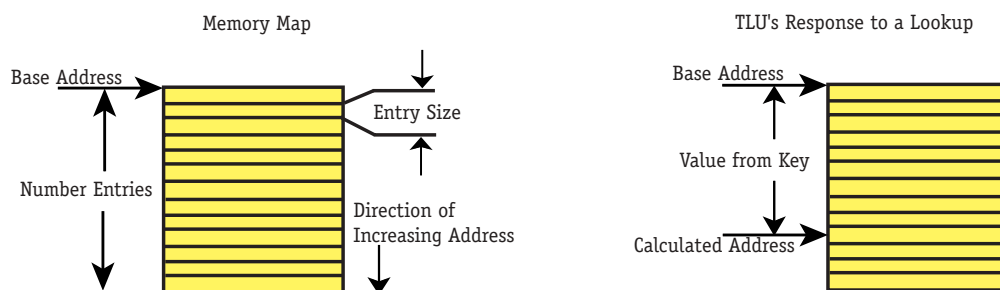 Memory Map
Base Address
Entry Size
Number Entries
Direction of
Increasing Address
TLU's Response to a Lookup
Base Address
Value from Key
Calculated Address